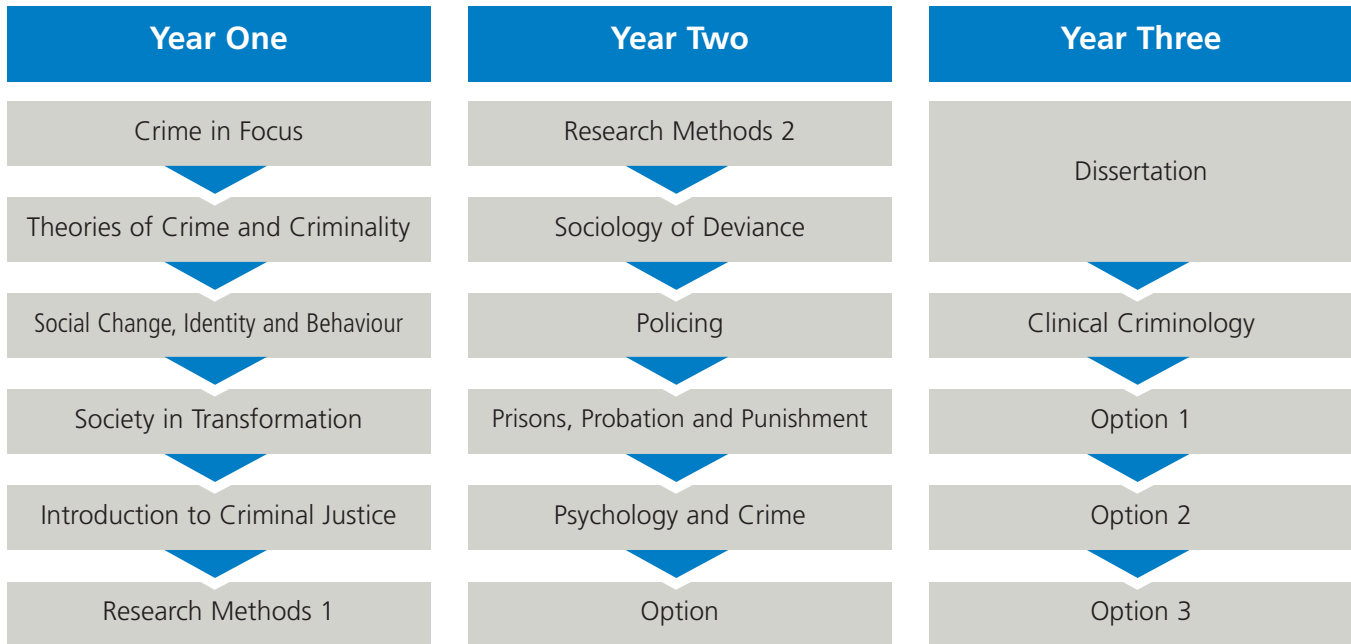 Year One
Crime in Focus
Theories of Crime and Criminality
Social Change, Identity and Behaviour
Society in Transformation
Introduction to Criminal Justice
Research Methods 1
Year Two
Research Methods 2
Sociology of Deviance
Policing
Prisons, Probation and Punishment
Psychology and Crime
Option
Year Three
Dissertation
Clinical Criminology
Option 1
Option 2
Option 3